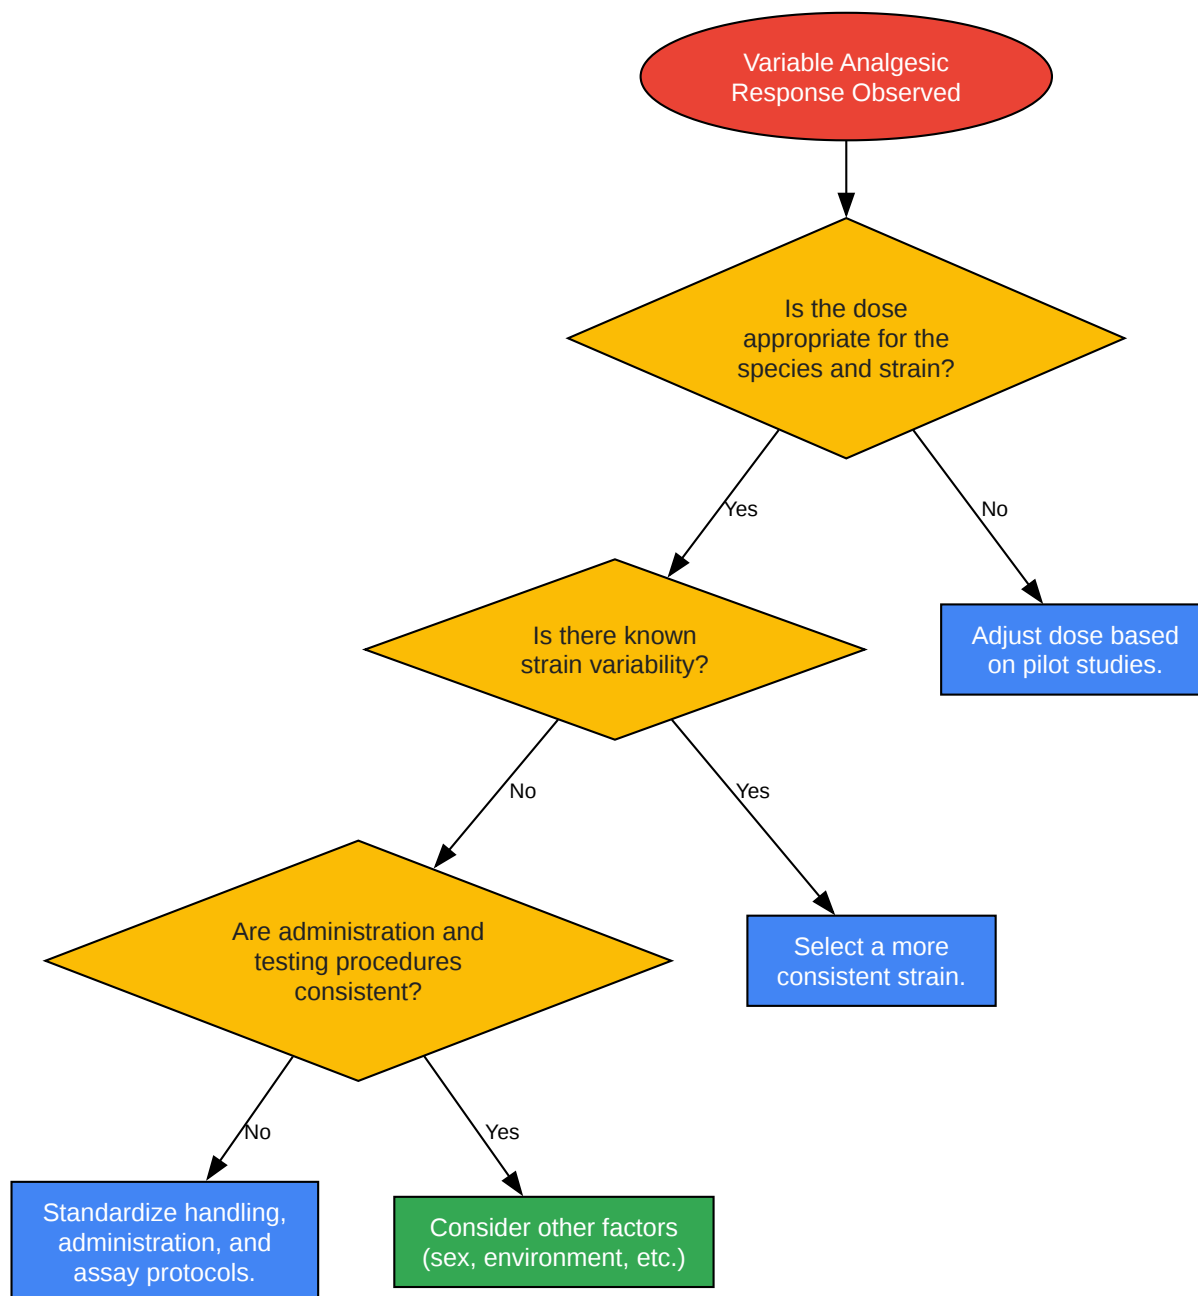 Variable Analgesic
Response Observed
Is the dose
appropriate for the
species and strain?
Yes
No
Is there known
strain variability?
Adjust dose based
on pilot studies.
No
Yes
Are administration and
testing procedures
consistent?
Select a more
consistent strain.
No
Yes
Standardize handling,
administration, and
assay protocols.
Consider other factors
(sex, environment, etc.)